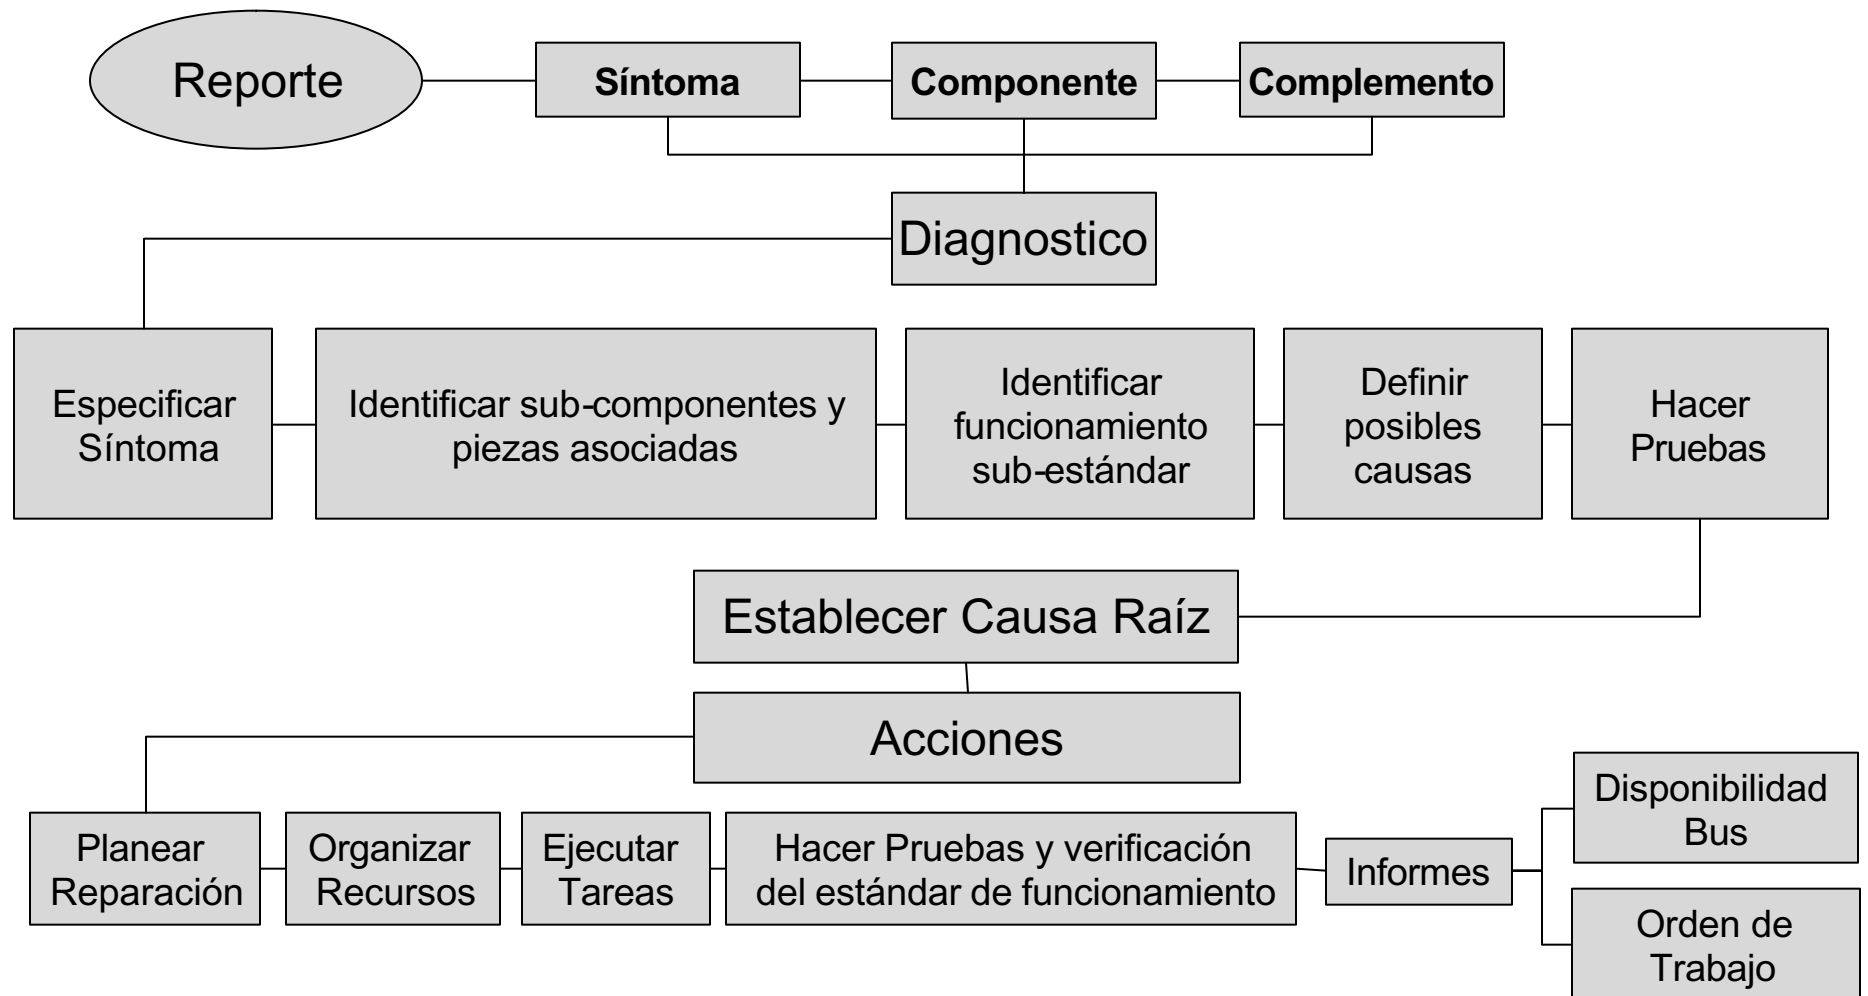 Reporte
Síntoma
Componente
Complemento
Diagnostico
Especificar
Síntoma
Identificar sub-componentes y
piezas asociadas
Identificar
funcionamiento
sub-estándar
Definir
posibles
causas
Hacer
Pruebas
Establecer Causa Raíz
Acciones
Planear
Reparación
Organizar
Recursos
Ejecutar
Tareas
Hacer Pruebas y verificación
del estándar de funcionamiento
Informes
Disponibilidad
Bus
Orden de
Trabajo